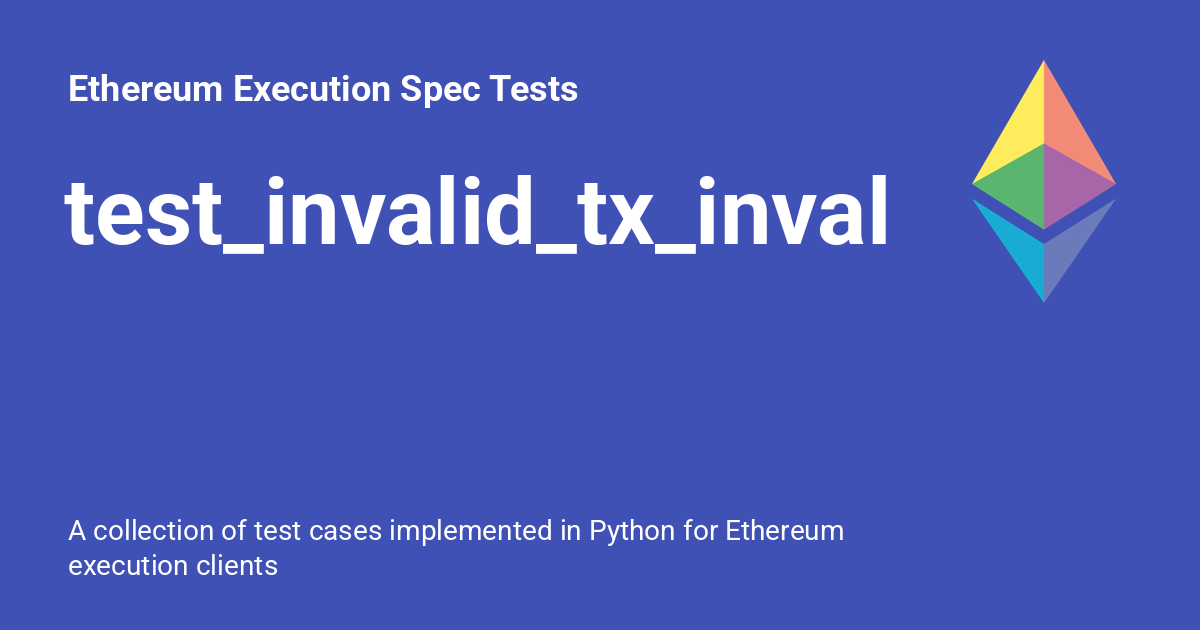 Ethereum Execution Spec Tests
test_invalid_tx_inval
A collection of test cases implemented in Python for Ethereum
execution clients